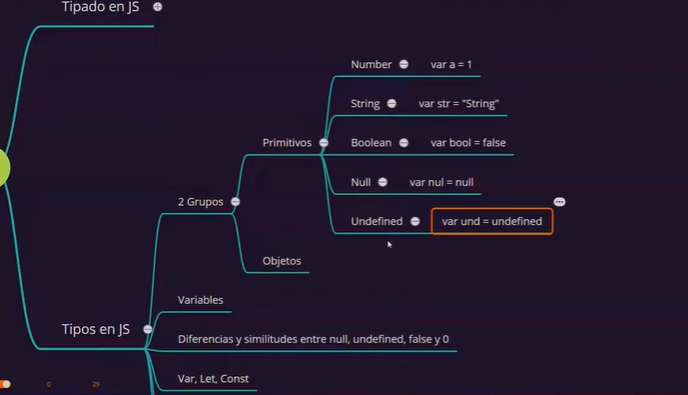 Tipado en JS
Number var a = 1
String var str = "String"
Primitivos
Boolean var bool = false
Null var nul = null
2 Grupos
Undefined var und = undefined
Objetos
Variables
Tipos en JS
Diferencias y similitudes entre null, undefined, false y 0
Var, Let, Const
0 29